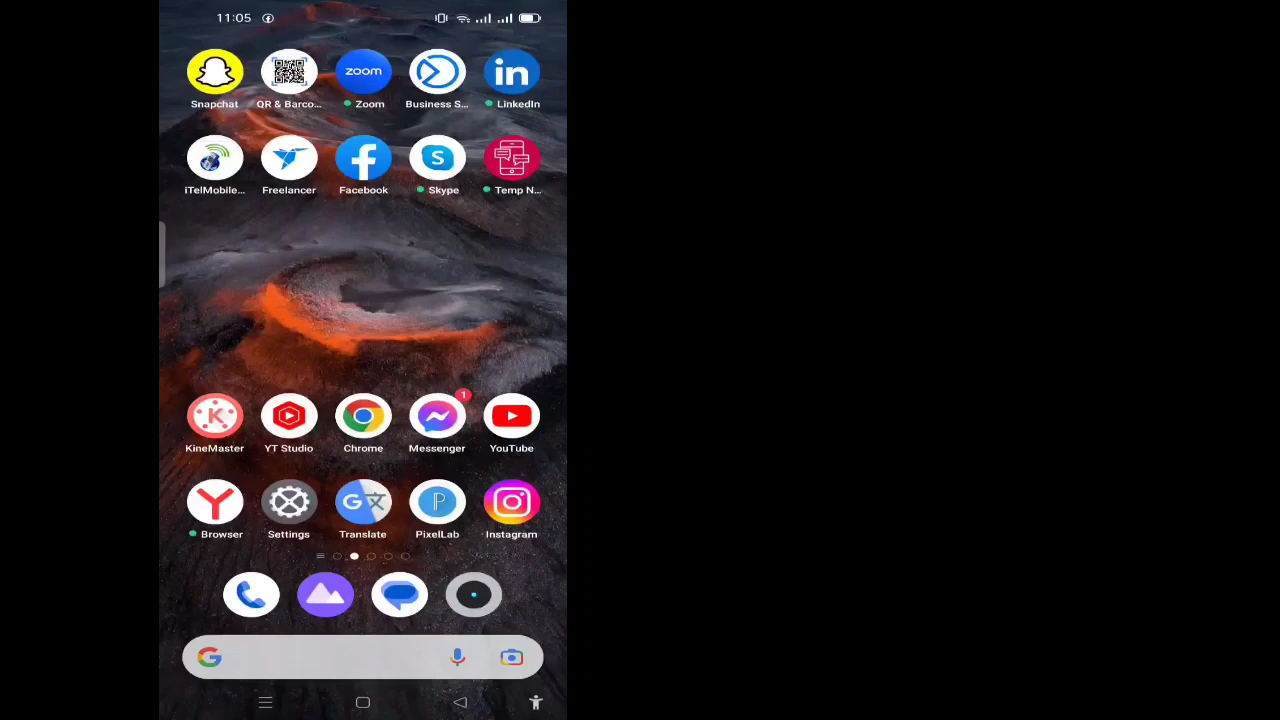 11:05
Snapchat QR & Barco... Zoom Business S... LinkedIn
iTelMobile... Freelancer Facebook Skype Temp N...
KineMaster YT Studio Chrome Messenger YouTube
Browser Settings Translate PixelLab Instagram
zoom
in
S
K
1
G
P